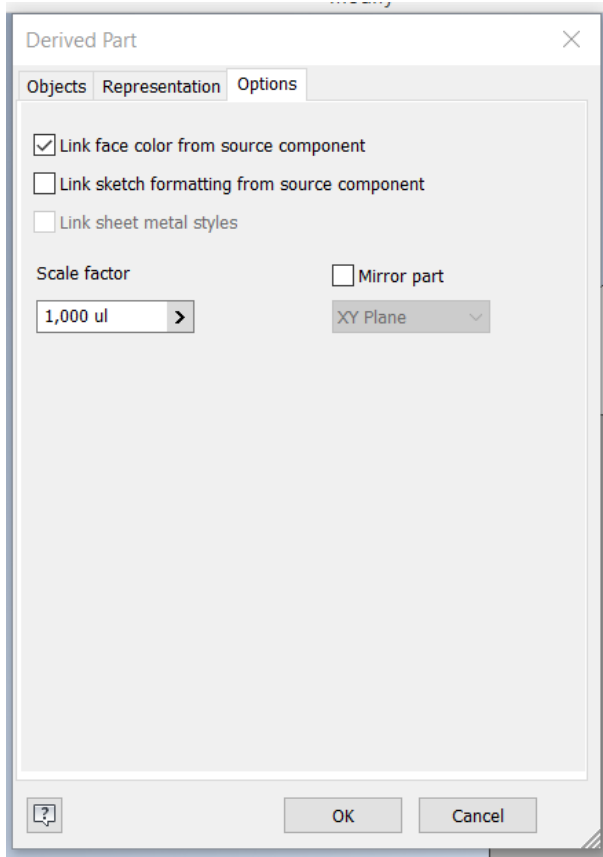 Derived Part
Objects Representation Options
Link face color from source component
Link sketch formatting from source component
Link sheet metal styles
Scale factor
Mirror part
1,000 ul
XY Plane
OK Cancel